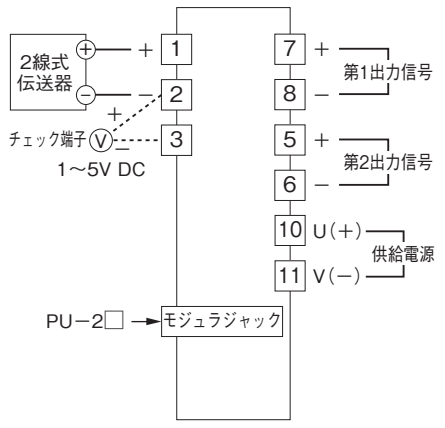 2線式
伝送器
+ + 1
− − 2
+
チェック端子 V
− 3
1～5V DC
7 +
第1出力信号
8 −
5 +
第2出力信号
6 −
10 U(+)
供給電源
11 V(−)
PU−2□ モジュラジャック